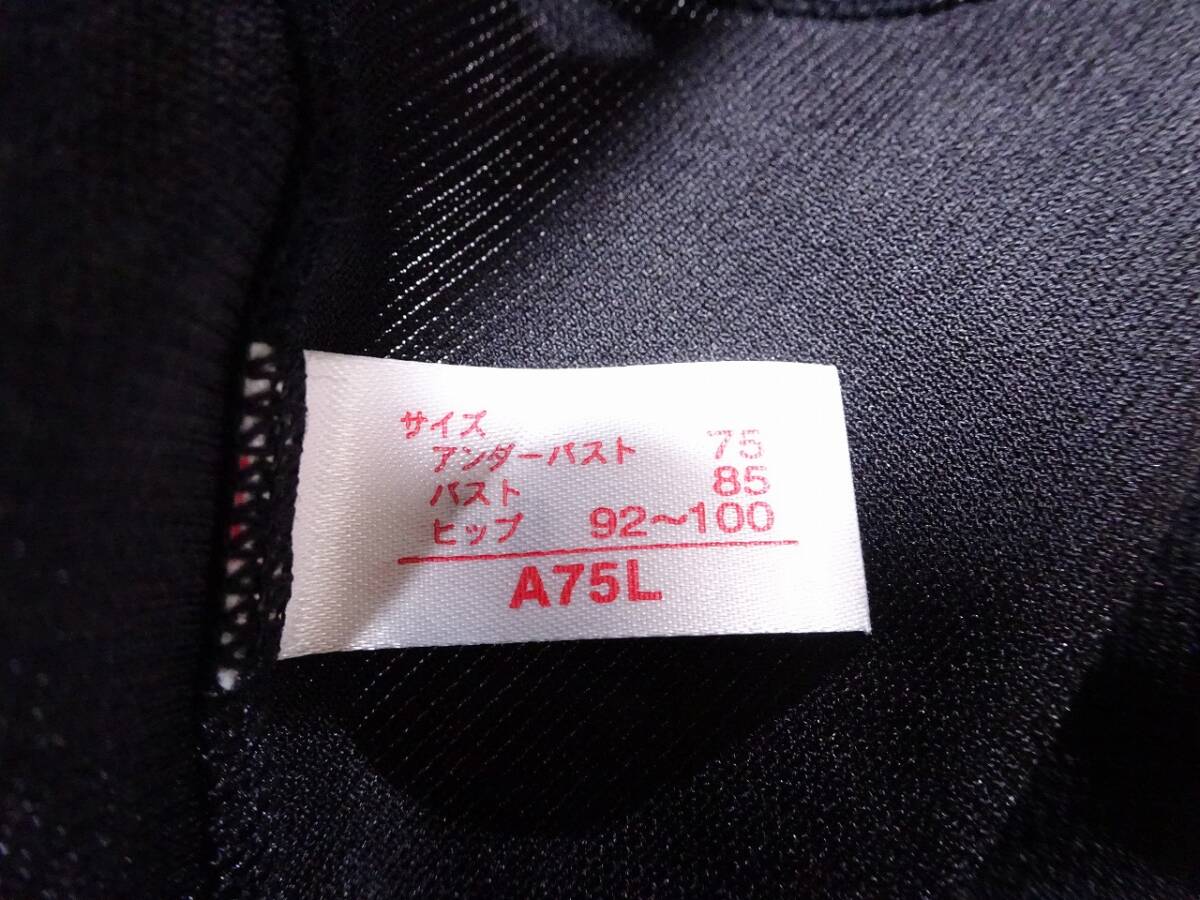 サイズ
アンダーバスト 75
バスト 85
ヒップ 92~100
A75L